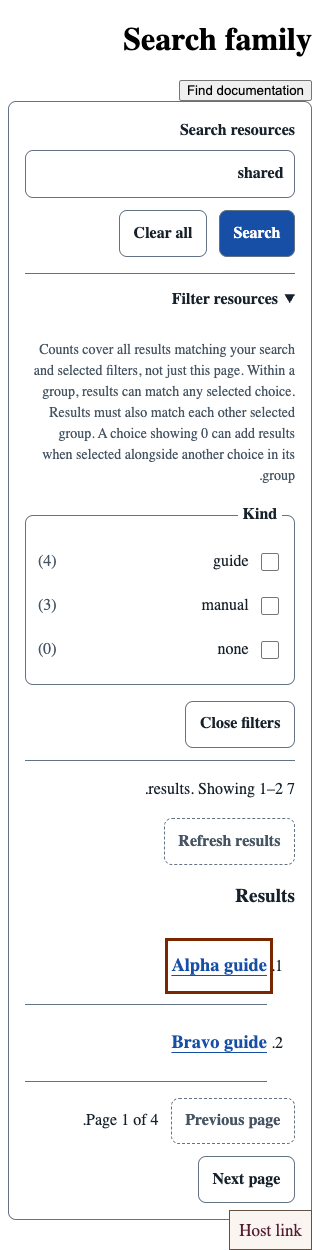 Search family
Find documentation
Search resources
shared
Search
Clear all
Filter resources
Counts cover all results matching your search
and selected filters, not just this page. Within a
group, results can match any selected choice.
Results must also match each other selected
group. A choice showing 0 can add results
when selected alongside another choice in its
.group
Kind
guide (4)
manual (3)
none (0)
Close filters
.results. Showing 1–2 7
Refresh results
Results
1. Alpha guide
2. Bravo guide
Previous page
.Page 1 of 4
Next page
Host link